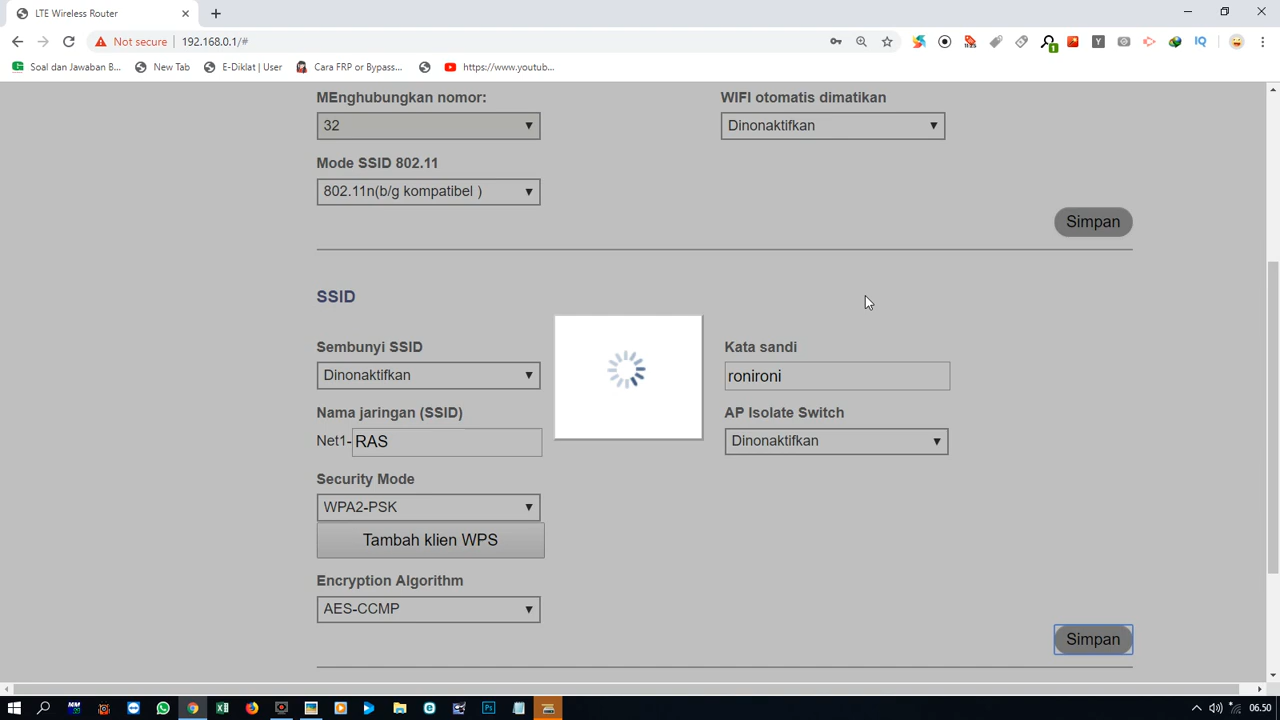 LTE Wireless Router
Not secure
192.168.0.1/#
Soal dan Jawaban B...
New Tab
E-Diklat | User
Cara FRP or Bypass...
https://www.youtub...
MEnghubungkan nomor:
WIFI otomatis dimatikan
32
Dinonaktifkan
Mode SSID 802.11
802.11n(b/g kompatibel )
Simpan
SSID
Sembunyi SSID
Kata sandi
Dinonaktifkan
ronironi
Nama jaringan (SSID)
AP Isolate Switch
Net1-
RAS
Dinonaktifkan
Security Mode
WPA2-PSK
Tambah klien WPS
Encryption Algorithm
AES-CCMP
Simpan
06.50